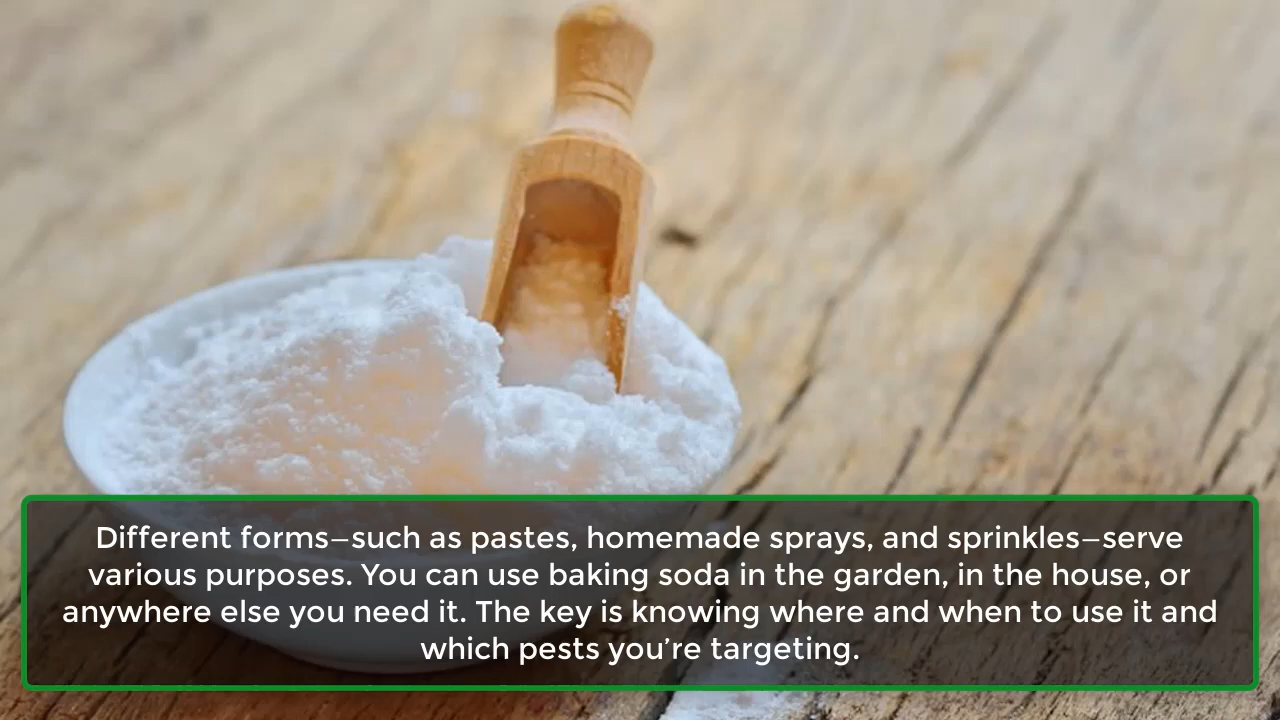 Different forms—such as pastes, homemade sprays, and sprinkles—serve
various purposes. You can use baking soda in the garden, in the house, or
anywhere else you need it. The key is knowing where and when to use it and
which pests you’re targeting.